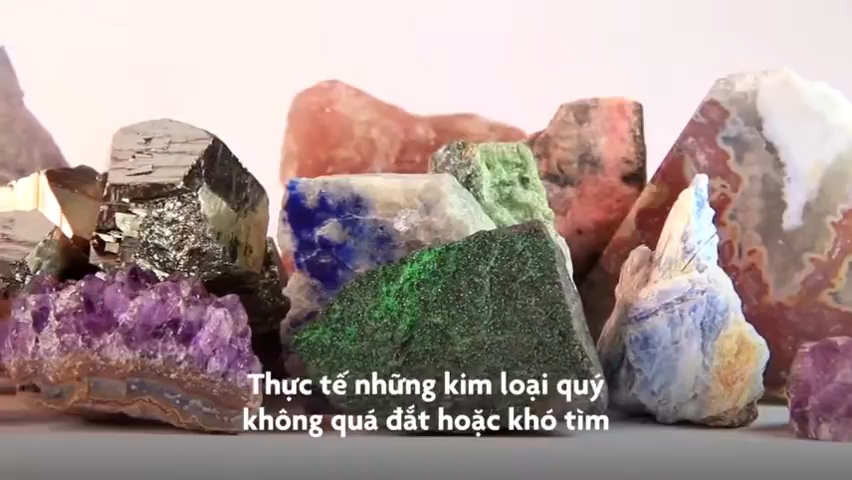 Thực tế những kim loại quý
không quá đắt hoặc khó tìm